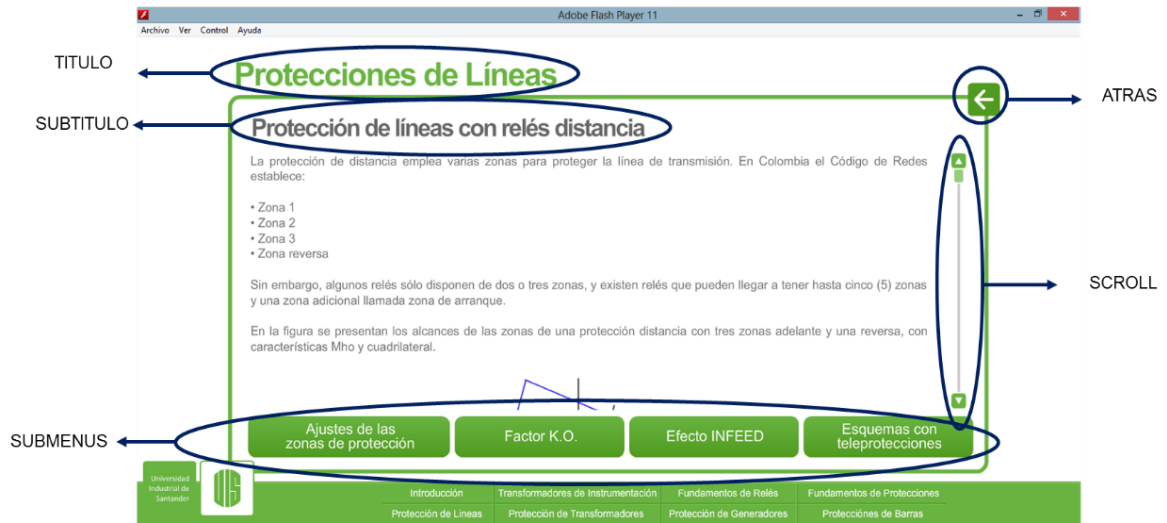 Adobe Flash Player 11
Archivo Ver Control Ayuda
TITULO
Protecciones de Líneas
ATRAS
SUBTITULO
Protección de líneas con relés distancia
La protección de distancia emplea varias zonas para proteger la línea de transmisión. En Colombia el Código de Redes
establece:
• Zona 1
• Zona 2
• Zona 3
• Zona reversa
SCROLL
Sin embargo, algunos relés sólo disponen de dos o tres zonas, y existen relés que pueden llegar a tener hasta cinco (5) zonas
y una zona adicional llamada zona de arranque.
En la figura se presentan los alcances de las zonas de una protección distancia con tres zonas adelante y una reversa, con
características Mho y cuadrilateral.
SUBMENUS
Ajustes de las
zonas de protección
Factor K.O.
Efecto INFEED
Esquemas con
teleprotecciones
Universidad
Industrial de
Santander
UIS
Introducción Transformadores de Instrumentación Fundamentos de Relés Fundamentos de Protecciones
Protección de Lineas Protección de Transformadores Protección de Generadores Protecciónes de Barras